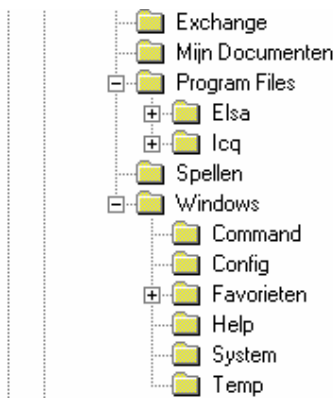 Exchange
Mijn Documenten
Program Files
Elsa
Icq
Spellen
Windows
Command
Config
Favorieten
Help
System
Temp